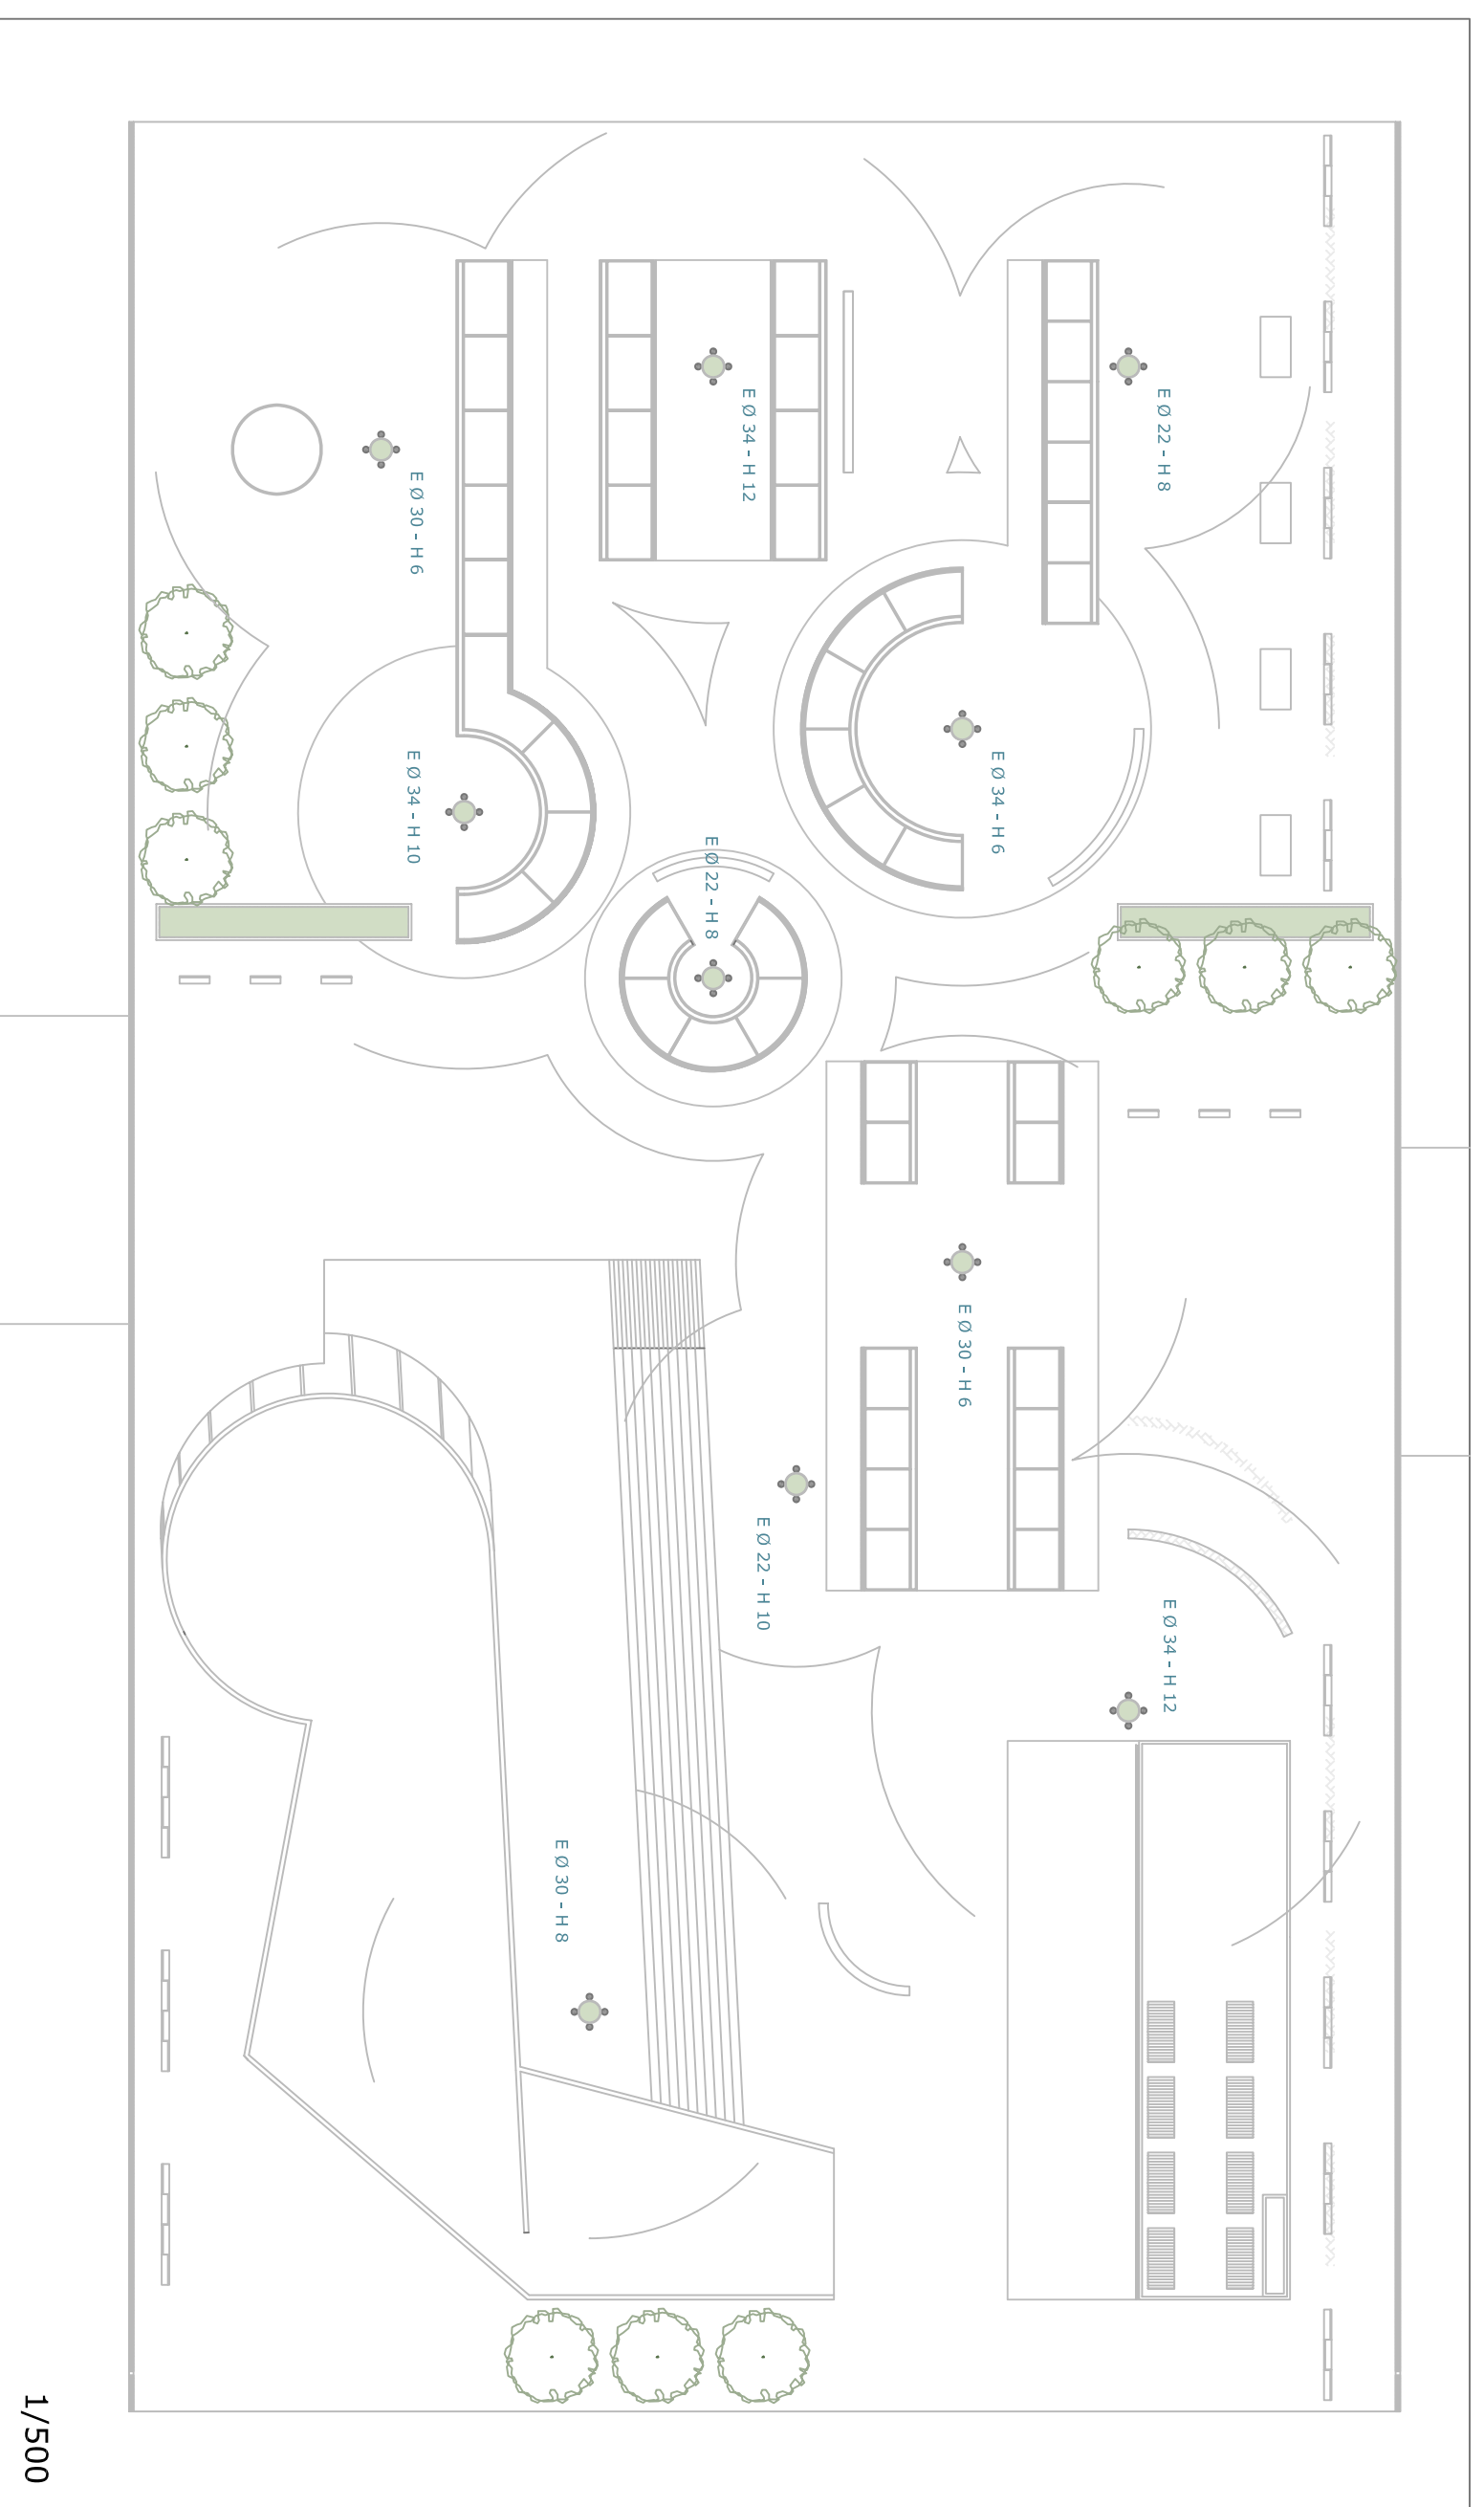 E Ø 34 - H 12
E Ø 22 - H 8
E Ø 30 - H 6
E Ø 34 - H 10
E Ø 34 - H 6
E Ø 22 - H 8
E Ø 30 - H 6
E Ø 22 - H 10
E Ø 34 - H 12
E Ø 30 - H 8
1/500